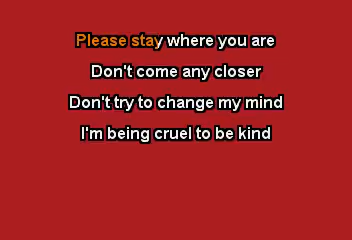 Please stay where you are
Don't come any closer
Don't try to change my mind
I'm being cruel to be kind